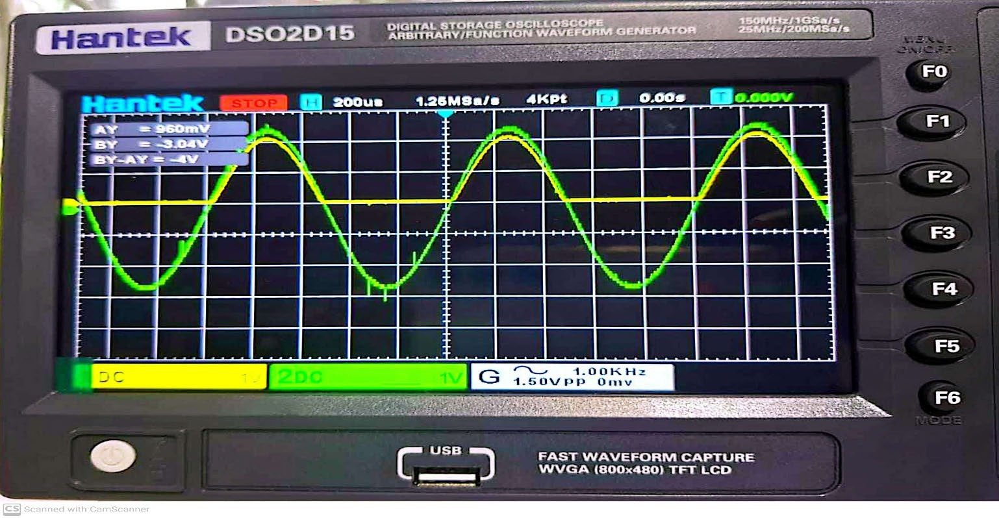 Hantek DSO2D15 DIGITAL STORAGE OSCILLOSCOPE 150MHz/1GSa/s
ARBITRARY/FUNCTION WAVEFORM GENERATOR 25MHz/200MSa/s
MENU
ON/OFF
F0
Hantek STOP H 200us 1.25MSa/s 4KPt D 0.00s T 0.000V
AY = 960mV
BY = -3.04V
BY-AY = -4V
F1
F2
F3
F4
F5
DC 2DC 1V G 1.00KHz
1.50Vpp 0mv
F6
MODE
USB
FAST WAVEFORM CAPTURE
WVGA (800x480) TFT LCD
CS Scanned with CamScanner